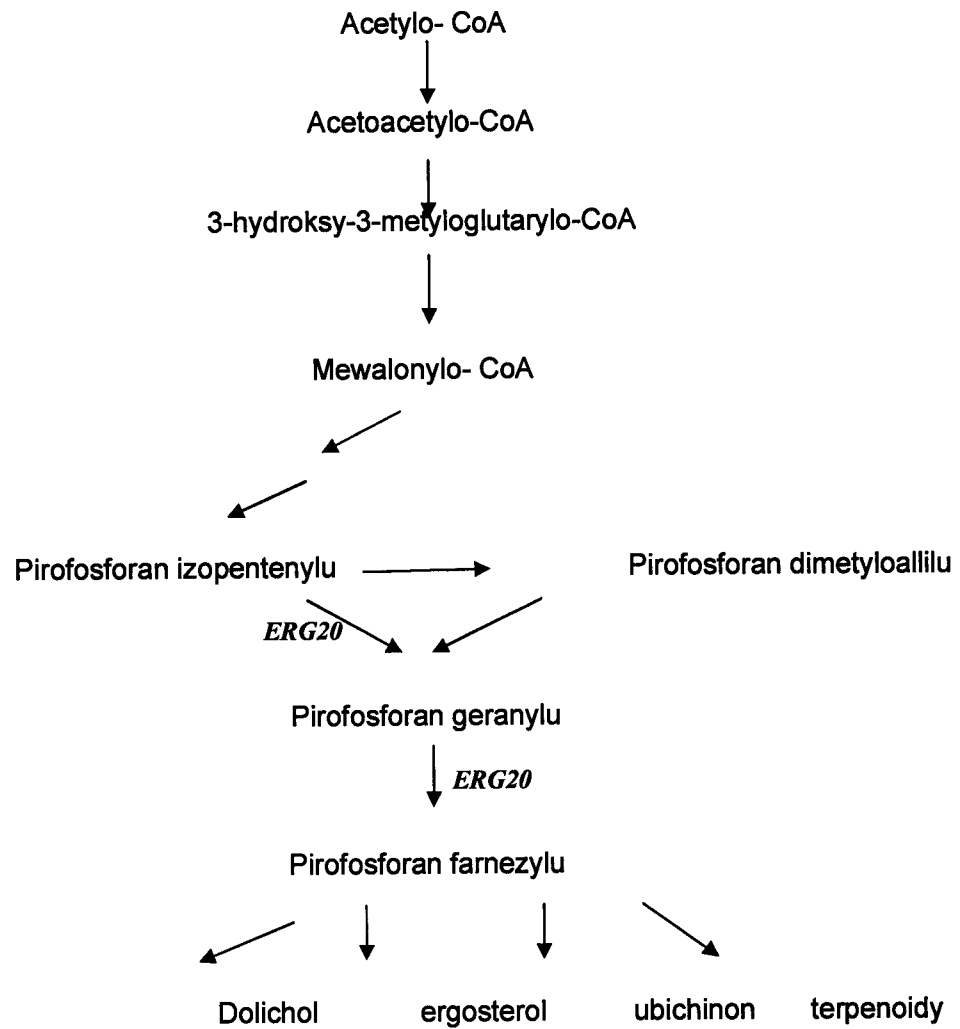 Acetylo- CoA
Acetoacetylo-CoA
3-hydroksy-3-metyloglutarylo-CoA
Mewalonylo- CoA
Pirofosforan izopentenylu
Pirofosforan dimetyloallilu
ERG20
Pirofosforan geranylu
ERG20
Pirofosforan farnezylu
Dolichol ergosterol ubichinon terpenoidy